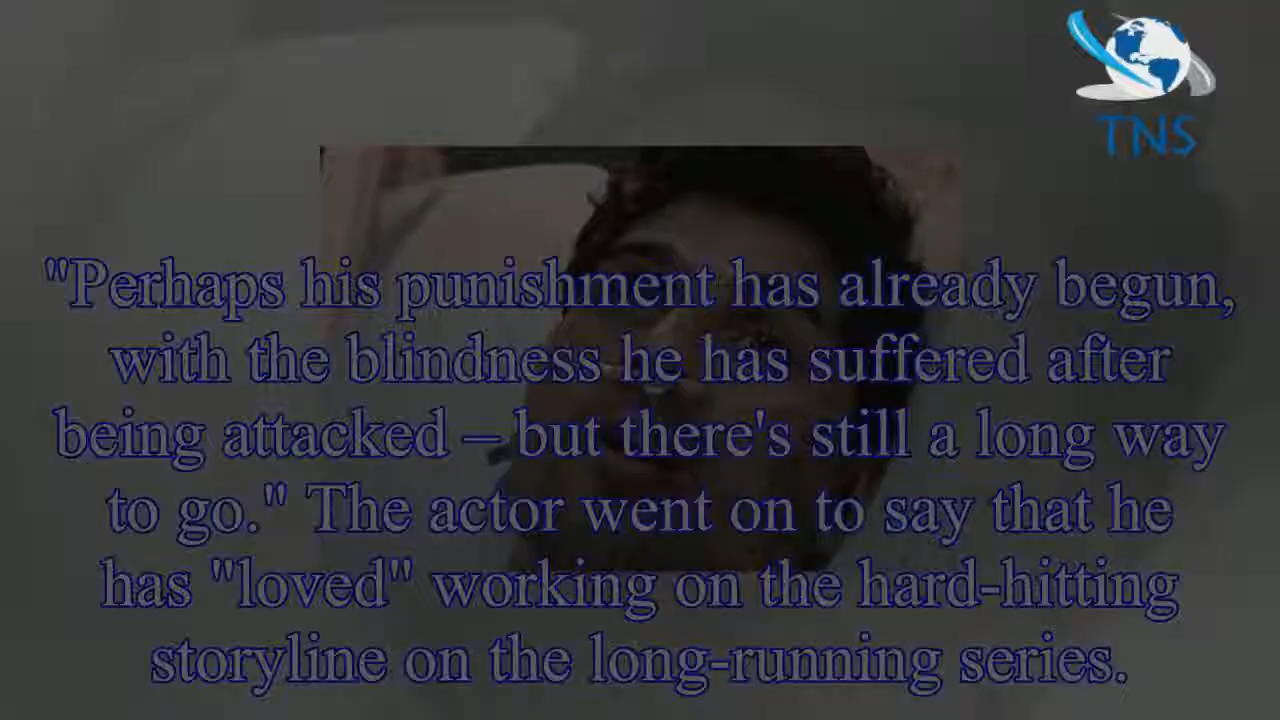 TNS
"Perhaps his punishment has already begun,
with the blindness he has suffered after
being attacked – but there's still a long way
to go." The actor went on to say that he
has "loved" working on the hard-hitting
storyline on the long-running series.